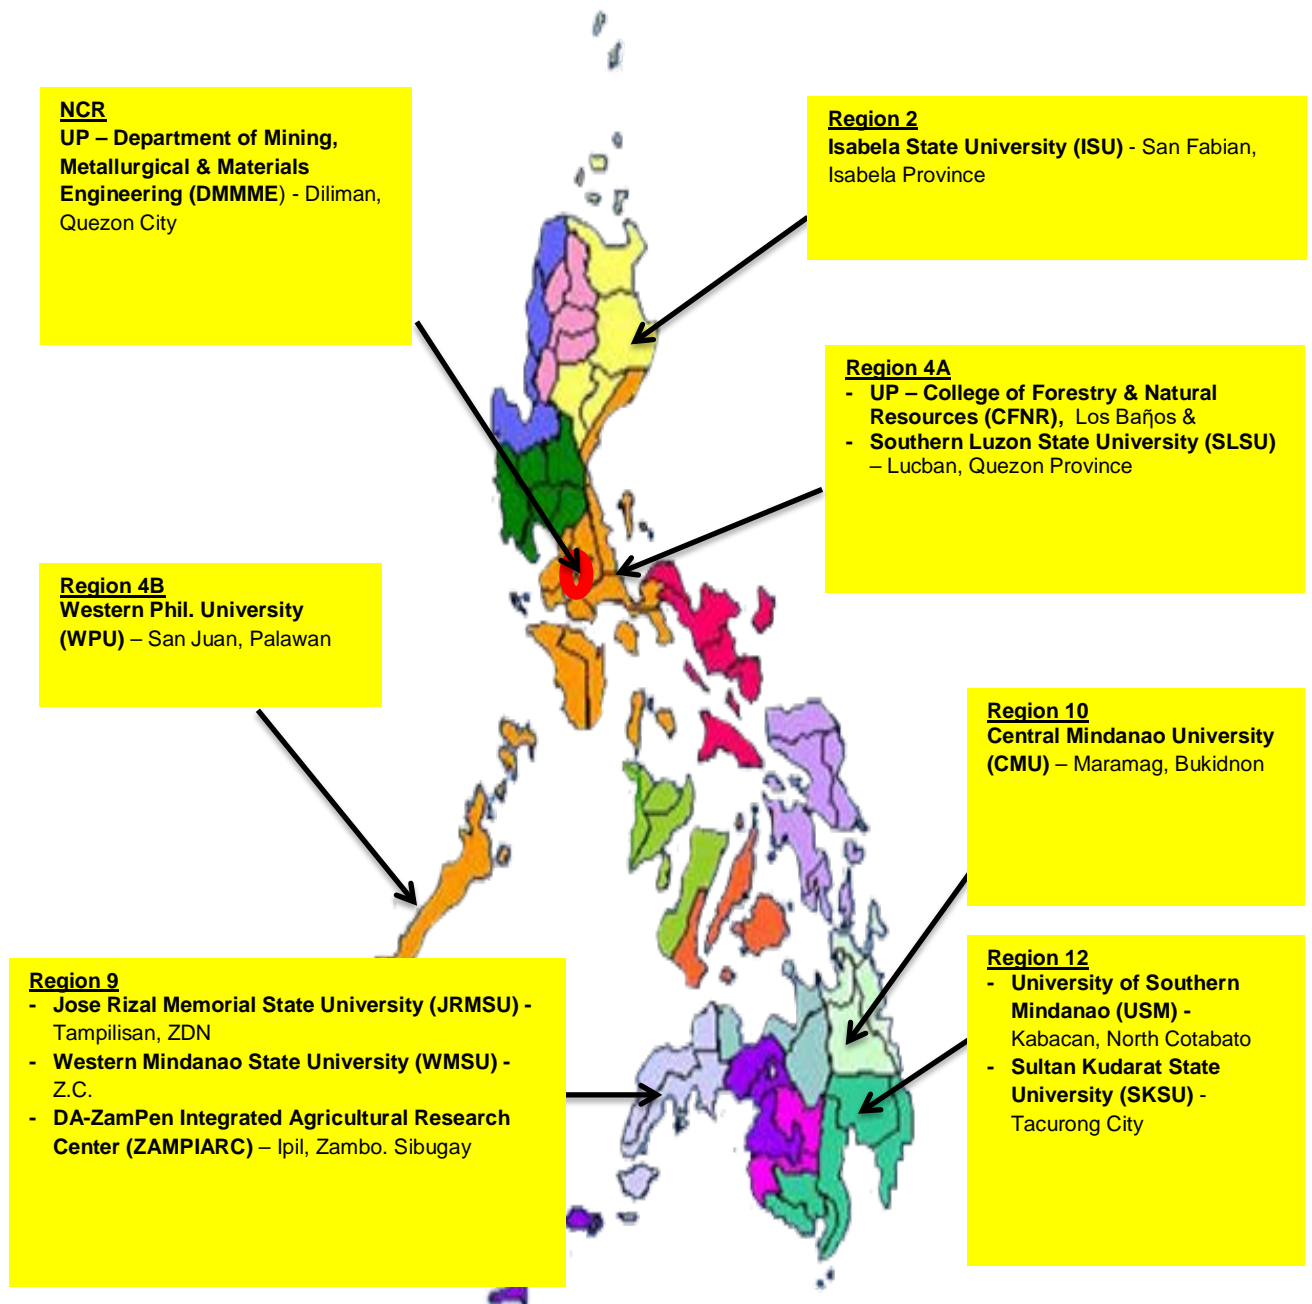 NCR
UP – Department of Mining,
Metallurgical & Materials
Engineering (DMMME) - Diliman,
Quezon City
Region 2
Isabela State University (ISU) - San Fabian,
Isabela Province
Region 4A
- UP – College of Forestry & Natural
Resources (CFNR), Los Baños &
- Southern Luzon State University (SLSU)
– Lucban, Quezon Province
Region 4B
Western Phil. University
(WPU) – San Juan, Palawan
Region 10
Central Mindanao University
(CMU) – Maramag, Bukidnon
Region 9
- Jose Rizal Memorial State University (JRMSU) -
Tampilisan, ZDN
- Western Mindanao State University (WMSU) -
Z.C.
- DA-ZamPen Integrated Agricultural Research
Center (ZAMPIARC) – Ipil, Zambo. Sibugay
Region 12
- University of Southern
Mindanao (USM) -
Kabacan, North Cotabato
- Sultan Kudarat State
University (SKSU) -
Tacurong City